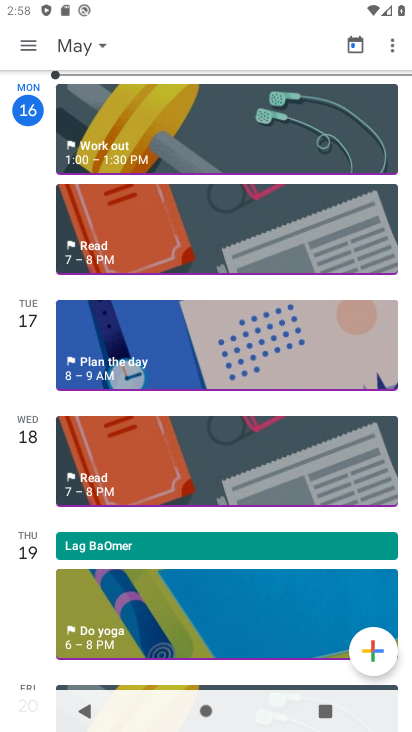 2:58
May
MON
16
Work out
1:00 – 1:30 PM
Read
7 – 8 PM
TUE
17
Plan the day
8 – 9 AM
WED
18
Read
7 – 8 PM
THU
19
Lag BaOmer
Do yoga
6 – 8 PM
FRI
20